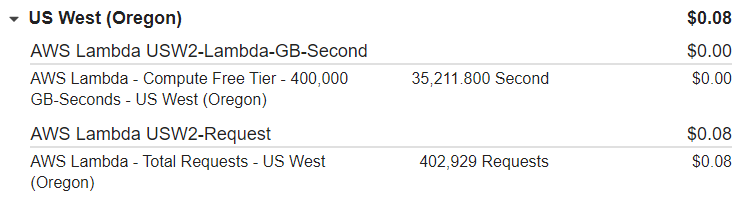 US West (Oregon) $0.08
AWS Lambda USW2-Lambda-GB-Second $0.00
AWS Lambda - Compute Free Tier - 400,000 35,211.800 Second $0.00
GB-Seconds - US West (Oregon)
AWS Lambda USW2-Request $0.08
AWS Lambda - Total Requests - US West 402,929 Requests $0.08
(Oregon)